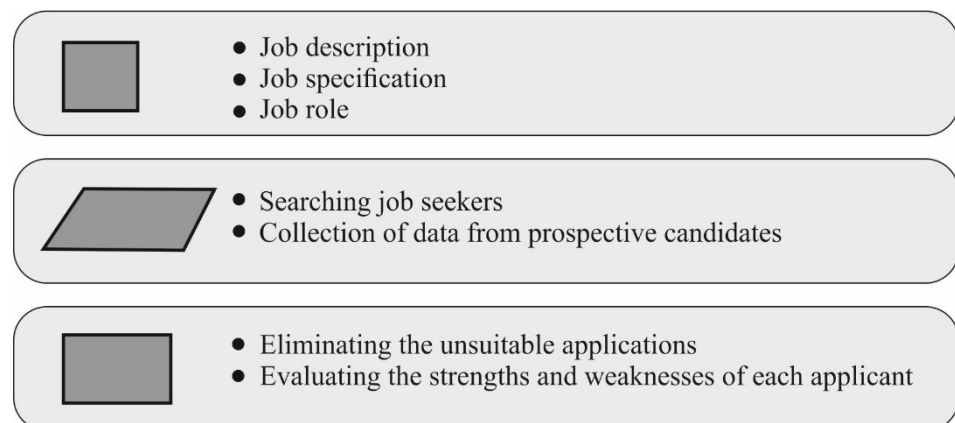 ● Job description
● Job specification
● Job role
● Searching job seekers
● Collection of data from prospective candidates
● Eliminating the unsuitable applications
● Evaluating the strengths and weaknesses of each applicant